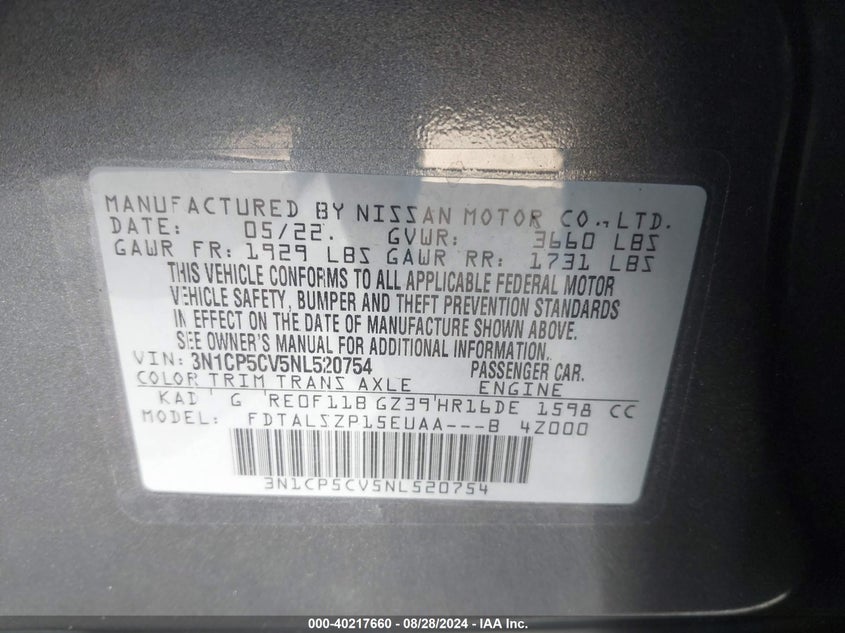 MANUFACTURED BY NISSAN MOTOR CO., LTD.
DATE: 05/22. GVWR: 3660 LBS
GAWR FR: 1929 LBS GAWR RR: 1731 LBS
THIS VEHICLE CONFORMS TO ALL APPLICABLE FEDERAL MOTOR
VEHICLE SAFETY, BUMPER AND THEFT PREVENTION STANDARDS
IN EFFECT ON THE DATE OF MANUFACTURE SHOWN ABOVE.
SEE OWNER'S MANUAL FOR ADDITIONAL INFORMATION.
VIN: 3N1CP5CV5NL520754 PASSENGER CAR.
COLOR TRIM TRANS AXLE ENGINE
KAD ' G 'RE0F11B GZ39'HR16DE 1598 CC
MODEL: FDTALSZP15EUAA---B 4Z000
3N1CP5CV5NL520754
000-40217660 - 08/28/2024 - IAA Inc.